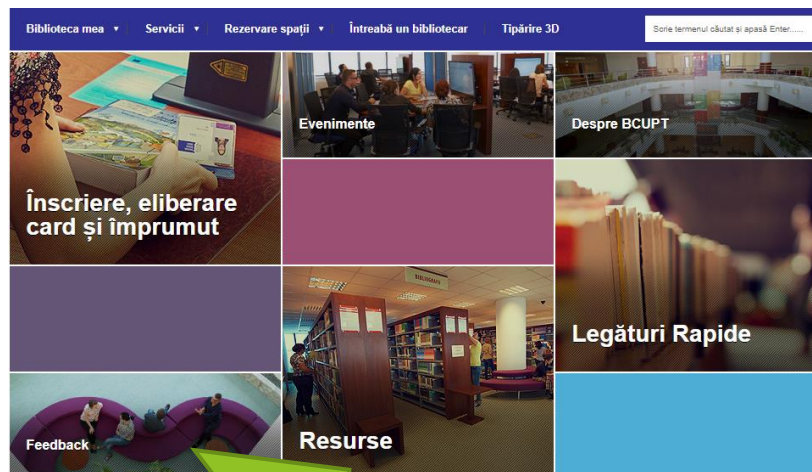 Biblioteca mea ▾ Servicii ▾ Rezervare spații ▾ Întreabă un bibliotecar Tipărire 3D
Scrie termenul căutat și apasă Enter......
Evenimente
Despre BCUPT
Înscriere, eliberare
card și împrumut
BIBLIOGRAFII
Legături Rapide
Resurse
Feedback